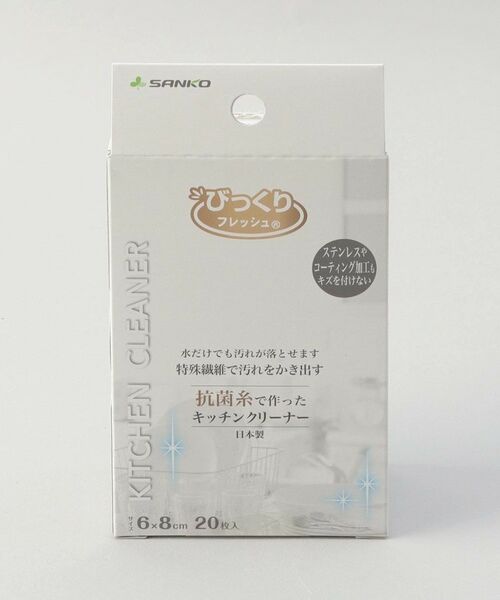 SANKO
びっくり
フレッシュ®
ステンレスや
コーティング加工も
キズを付けない
KITCHEN CLEANER
水だけでも汚れが落とせます
特殊繊維で汚れをかき出す
抗菌糸で作った
キッチンクリーナー
日本製
サイズ 6×8cm 20枚入